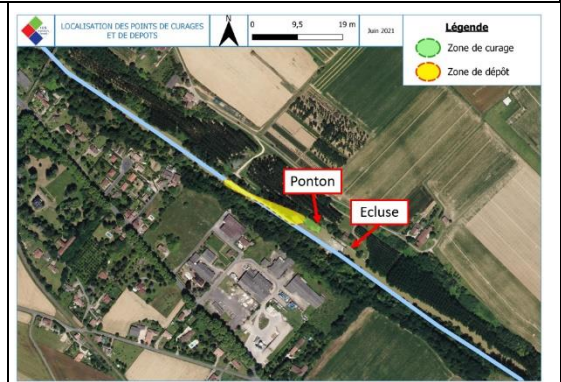 LOCALISATION DES POINTS DE CURAGES
ET DE DEPOTS
N
0 9,5 19 m
Juin 2021
Légende
Zone de curage
Zone de dépôt
Ponton
Ecluse